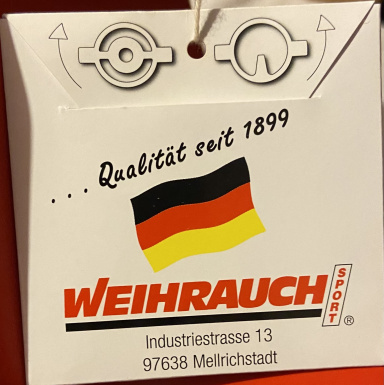 . . . Qualität seit 1899
WEIHRAUCH SPORT ®
Industriestrasse 13
97638 Mellrichstadt